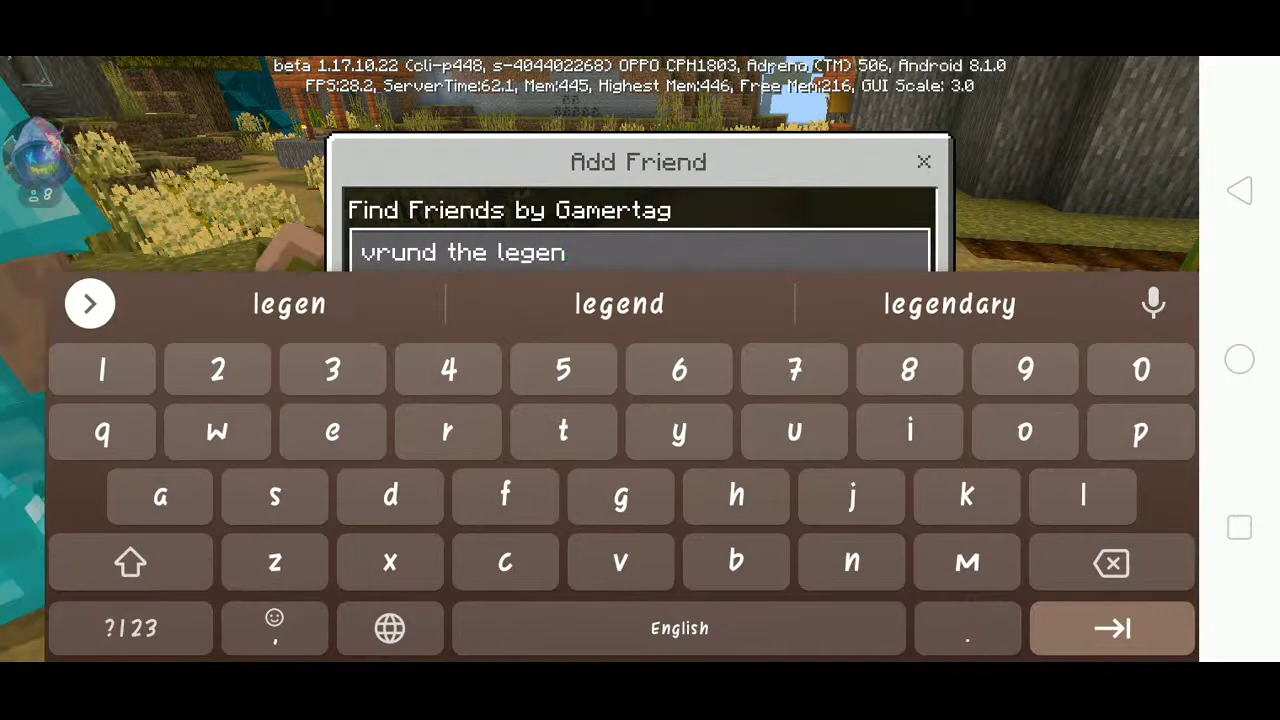 beta 1.17.10.22 (cli-p448, s-404402268) OPPO CPH1803, Adreno (TM) 506, Android 8.1.0
FPS:28.2, ServerTime:62.1, Mem:445, Highest Mem:446, Free Mem:216, GUI Scale: 3.0
Add Friend
Find Friends by Gamertag
vrund the legen
8
legen legend legendary
1 2 3 4 5 6 7 8 9 0
q w e r t y u i o p
a s d f g h j k l
z x c v b n m
?123 , English .